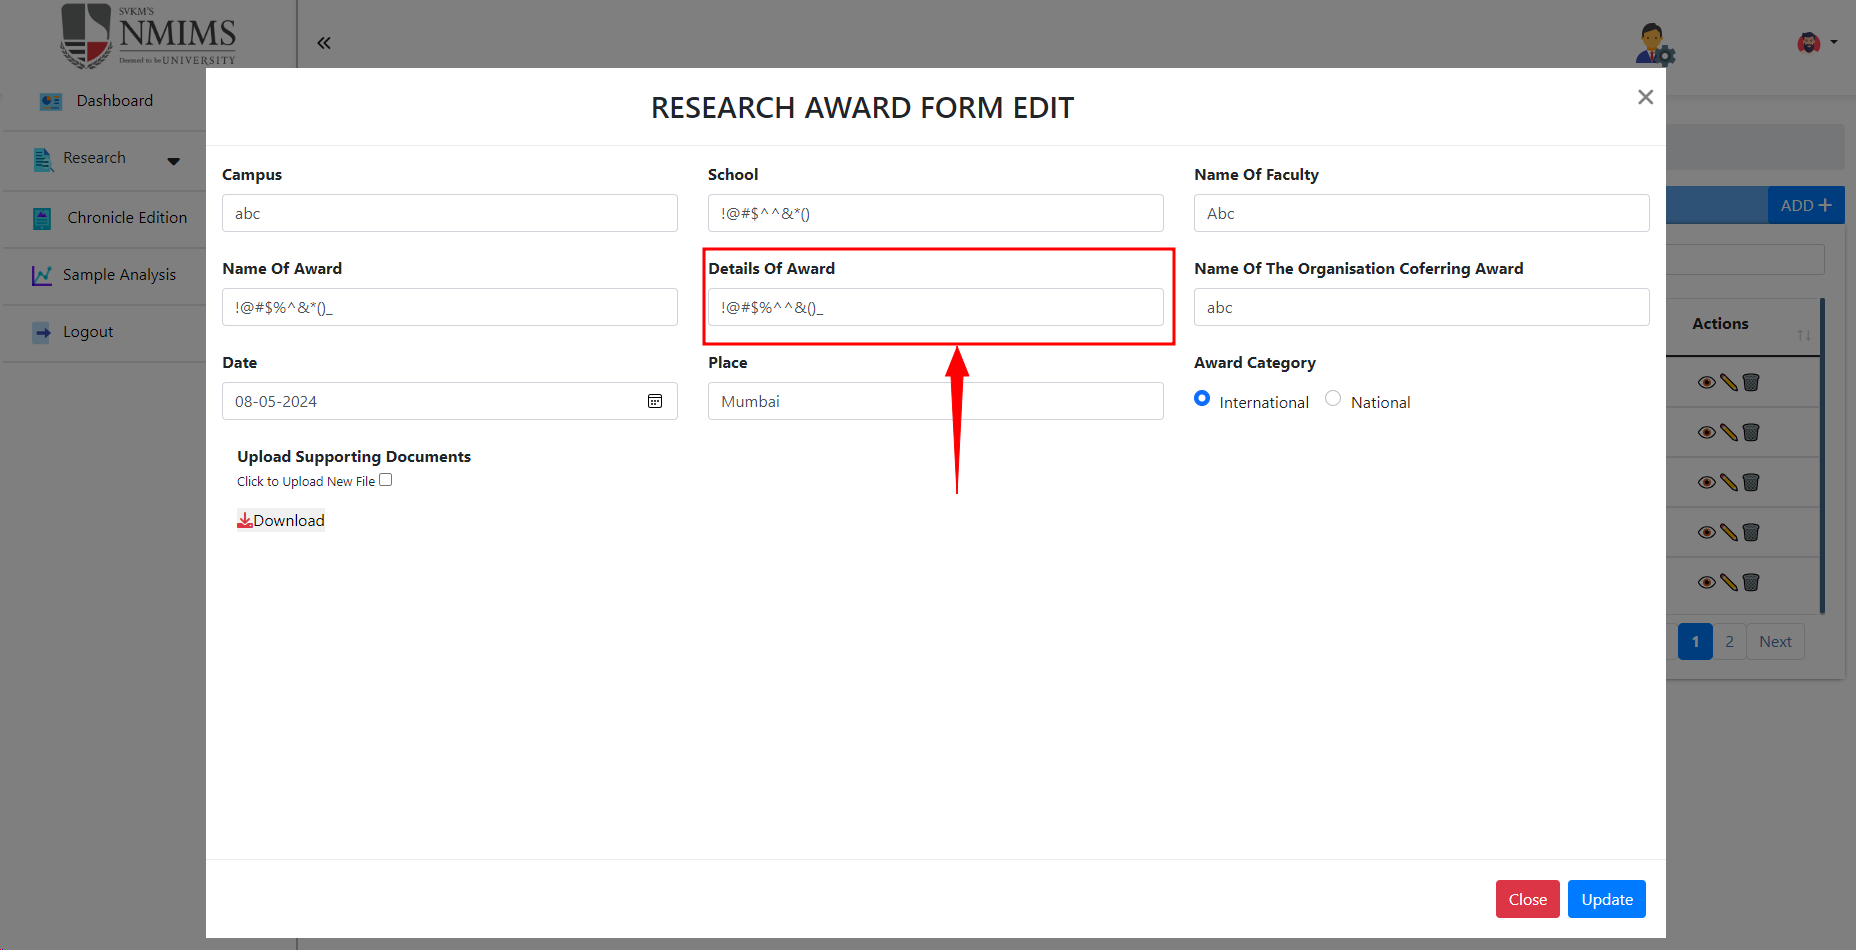 SVKM'S
NMIMS
Deemed to be UNIVERSITY
Dashboard
Research
Chronicle Edition
Sample Analysis
Logout
RESEARCH AWARD FORM EDIT
Campus School Name Of Faculty
abc !@#$^^&*() Abc
Name Of Award Details Of Award Name Of The Organisation Coferring Award
!@#$%^&*()_ !@#$%^^&()_ abc
Date Place Award Category
08-05-2024 Mumbai International National
Upload Supporting Documents
Click to Upload New File
Download
Close Update
ADD
Actions
1 2 Next